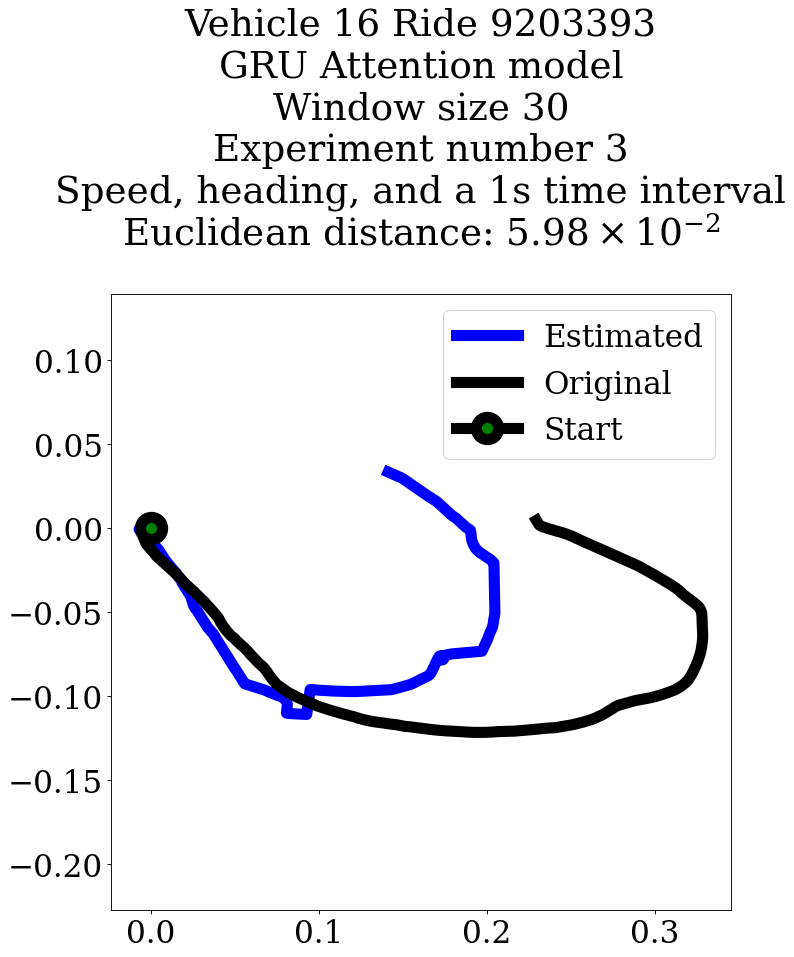 Vehicle 16 Ride 9203393
GRU Attention model
Window size 30
Experiment number 3
Speed, heading, and a 1s time interval
Euclidean distance: 5.98 × 10⁻²
Estimated
Original
Start
0.10
0.05
0.00
−0.05
−0.10
−0.15
−0.20
0.0 0.1 0.2 0.3